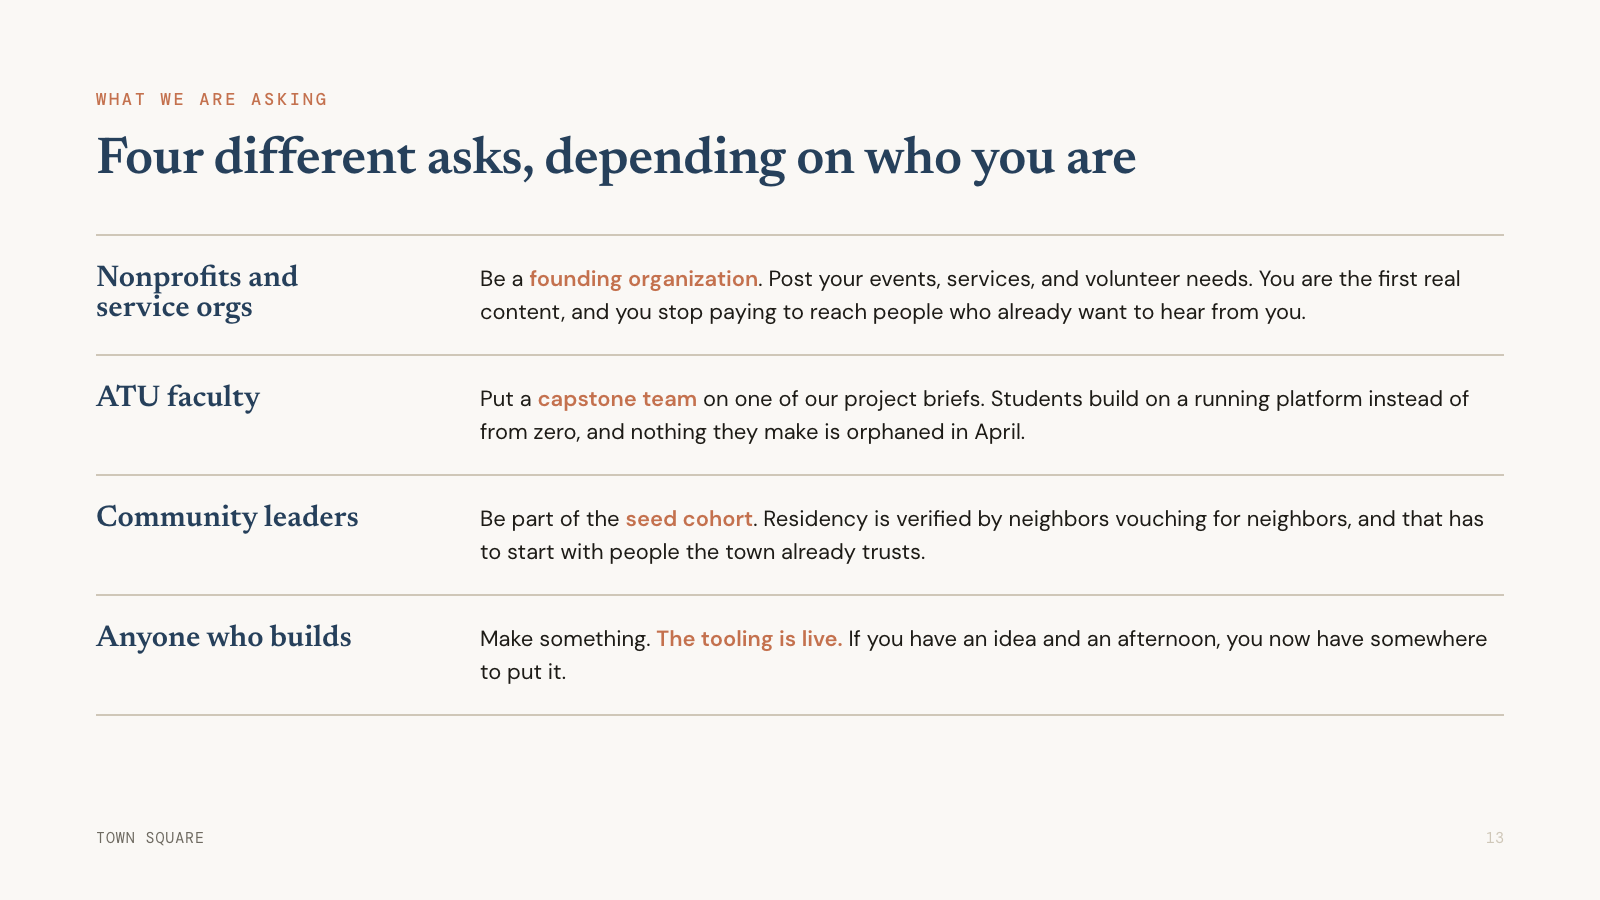 WHAT WE ARE ASKING
Four different asks, depending on who you are
Nonprofits and
service orgs
Be a founding organization. Post your events, services, and volunteer needs. You are the first real
content, and you stop paying to reach people who already want to hear from you.
ATU faculty
Put a capstone team on one of our project briefs. Students build on a running platform instead of
from zero, and nothing they make is orphaned in April.
Community leaders
Be part of the seed cohort. Residency is verified by neighbors vouching for neighbors, and that has
to start with people the town already trusts.
Anyone who builds
Make something. The tooling is live. If you have an idea and an afternoon, you now have somewhere
to put it.
TOWN SQUARE
13